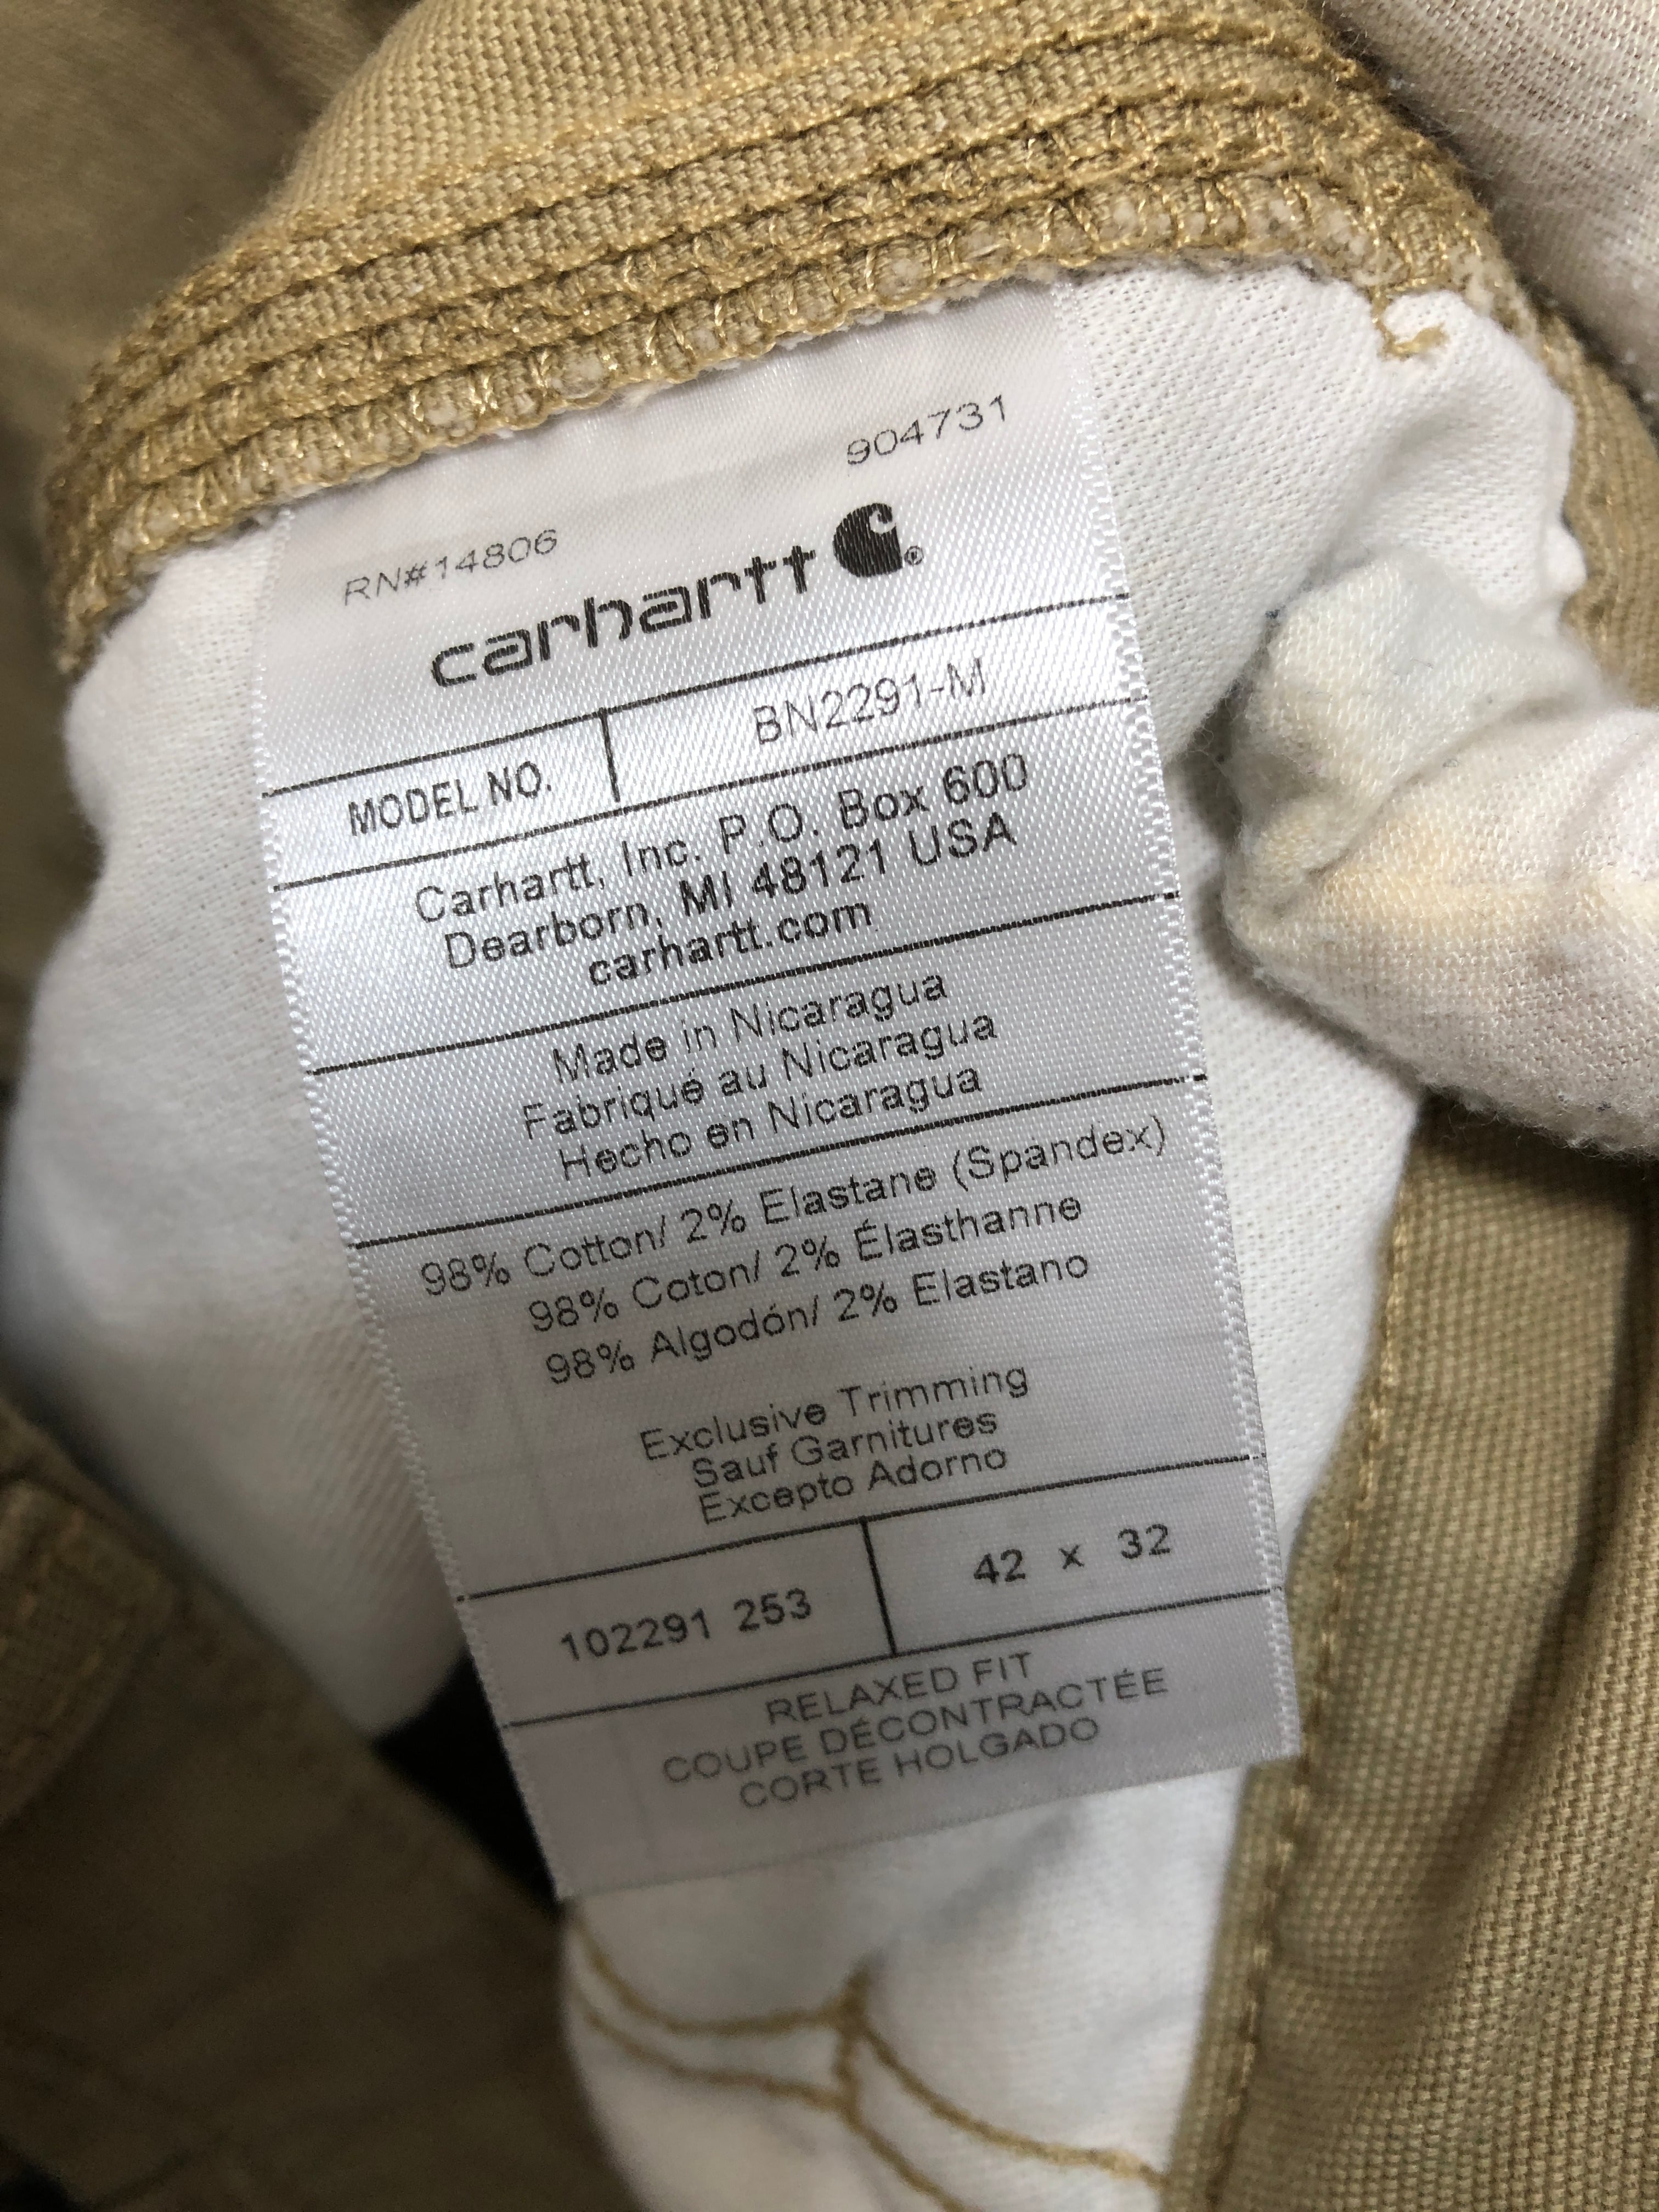 904731
RN#14806
carhartt ®
MODEL NO. BN2291-M
Carhartt, Inc. P.O. Box 600
Dearborn, MI 48121 USA
carhartt.com
Made in Nicaragua
Fabriqué au Nicaragua
Hecho en Nicaragua
98% Cotton/ 2% Elastane (Spandex)
98% Coton/ 2% Élasthanne
98% Algodón/ 2% Elastano
Exclusive Trimming
Sauf Garnitures
Excepto Adorno
102291 253 42 x 32
RELAXED FIT
COUPE DÉCONTRACTÉE
CORTE HOLGADO